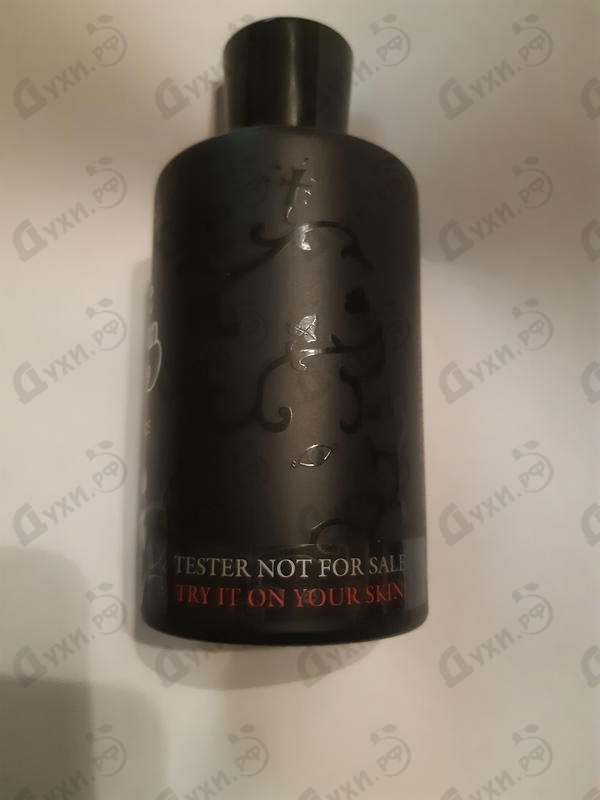 TESTER NOT FOR SALE
TRY IT ON YOUR SKIN
Духи.РФ